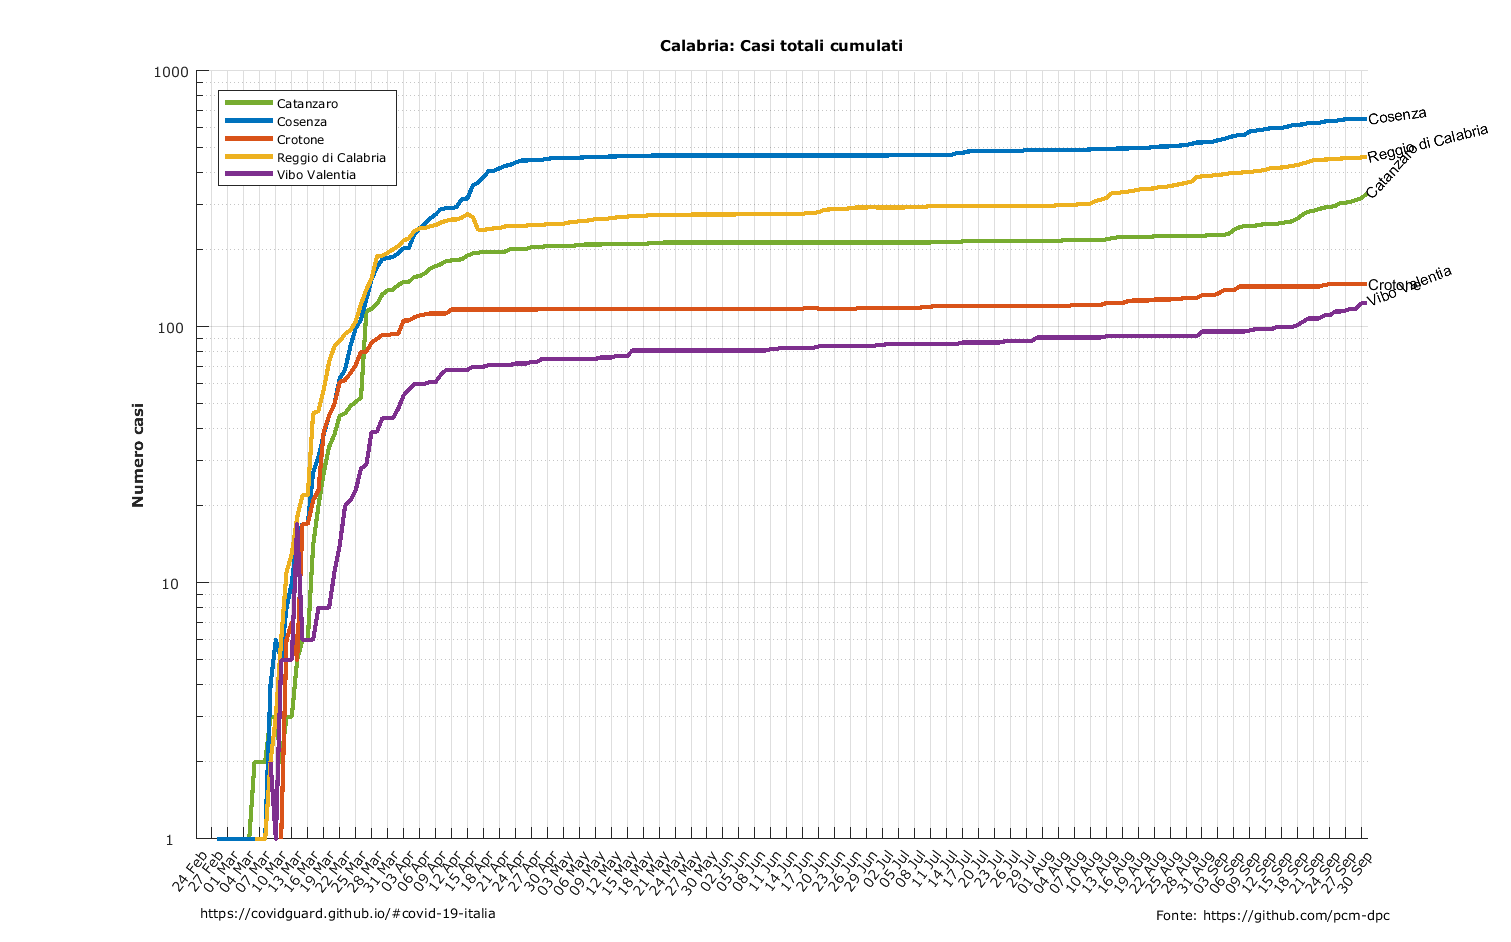 Calabria: Casi totali cumulati
1000
100
10
1
Numero casi
Catanzaro
Cosenza
Crotone
Reggio di Calabria
Vibo Valentia
Cosenza
Reggio di Calabria
Catanzaro
Crotone
Vibo Valentia
24 Feb
27 Feb
01 Mar
04 Mar
07 Mar
10 Mar
13 Mar
16 Mar
19 Mar
22 Mar
25 Mar
28 Mar
31 Mar
03 Apr
06 Apr
09 Apr
12 Apr
15 Apr
18 Apr
21 Apr
24 Apr
27 Apr
30 Apr
03 May
06 May
09 May
12 May
15 May
18 May
21 May
24 May
27 May
30 May
02 Jun
05 Jun
08 Jun
11 Jun
14 Jun
17 Jun
20 Jun
23 Jun
26 Jun
29 Jun
02 Jul
05 Jul
08 Jul
11 Jul
14 Jul
17 Jul
20 Jul
23 Jul
26 Jul
29 Jul
01 Aug
04 Aug
07 Aug
10 Aug
13 Aug
16 Aug
19 Aug
22 Aug
25 Aug
28 Aug
31 Aug
03 Sep
06 Sep
09 Sep
12 Sep
15 Sep
18 Sep
21 Sep
24 Sep
27 Sep
30 Sep
https://covidguard.github.io/#covid-19-italia
Fonte: https://github.com/pcm-dpc